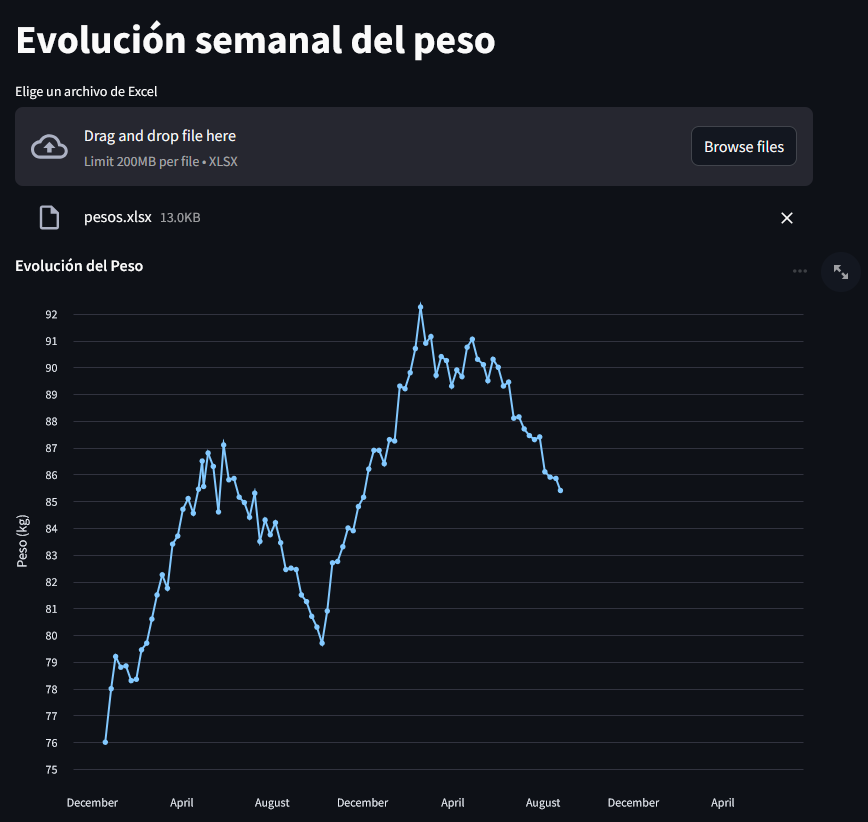 Evolución semanal del peso
Elige un archivo de Excel
Drag and drop file here
Limit 200MB per file • XLSX
Browse files
pesos.xlsx 13.0KB
Evolución del Peso
92
91
90
89
88
87
86
85
84
83
82
81
80
79
78
77
76
75
Peso (kg)
December April August December April August December April